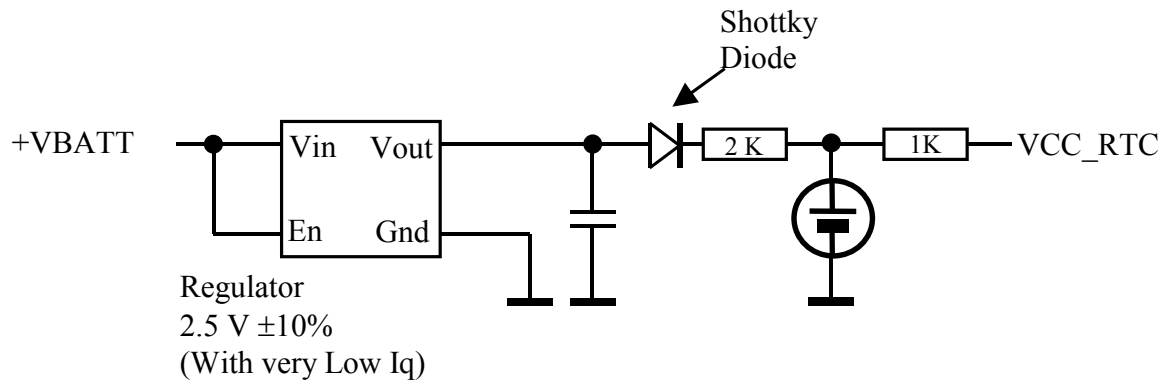 Shottky
Diode
+VBATT
Vin
Vout
2 K
1K
VCC_RTC
En
Gnd
Regulator
2.5 V ±10%
(With very Low Iq)